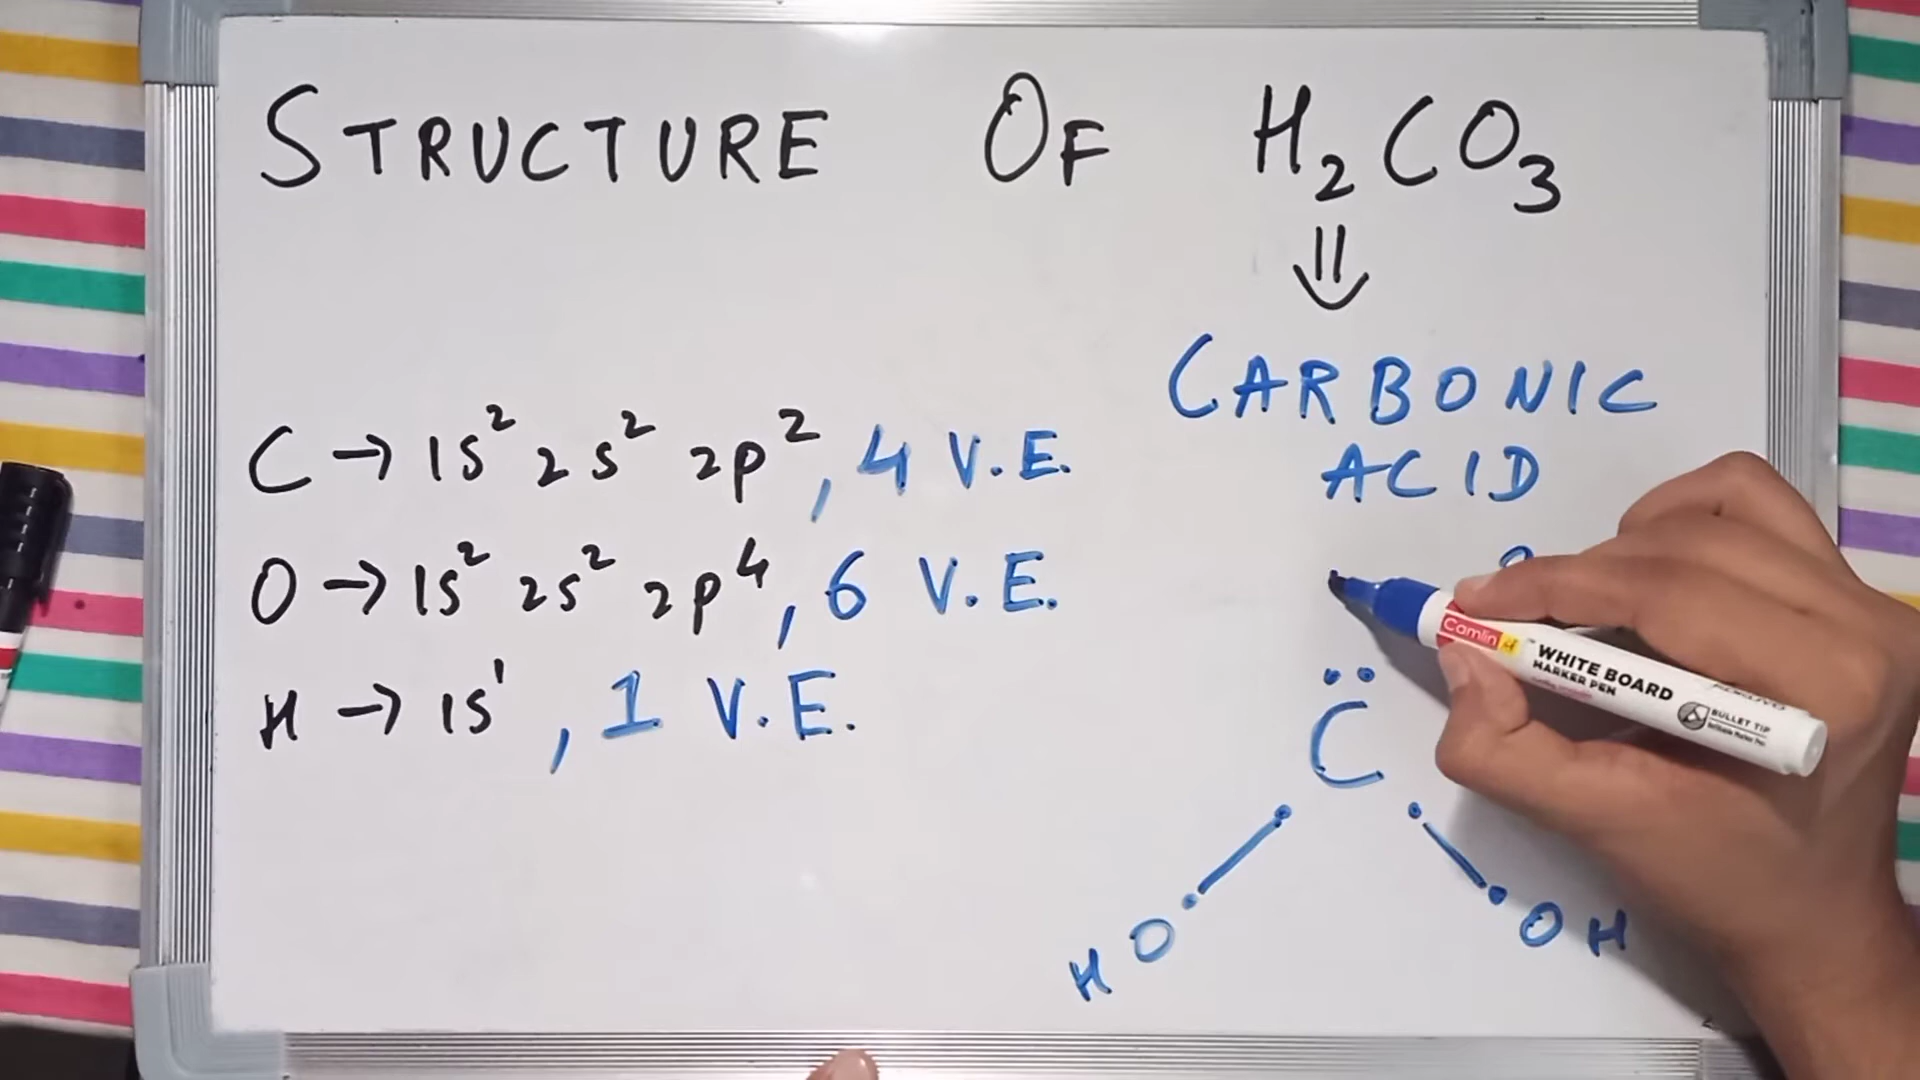 STRUCTURE OF H₂CO₃
⇓
CARBONIC
ACID
C → 1s² 2s² 2p², 4 V.E.
O → 1s² 2s² 2p⁴, 6 V.E.
H → 1s¹, 1 V.E.
C
HO OH
Camlin
WHITE BOARD
MARKER PEN
BULLET TIP